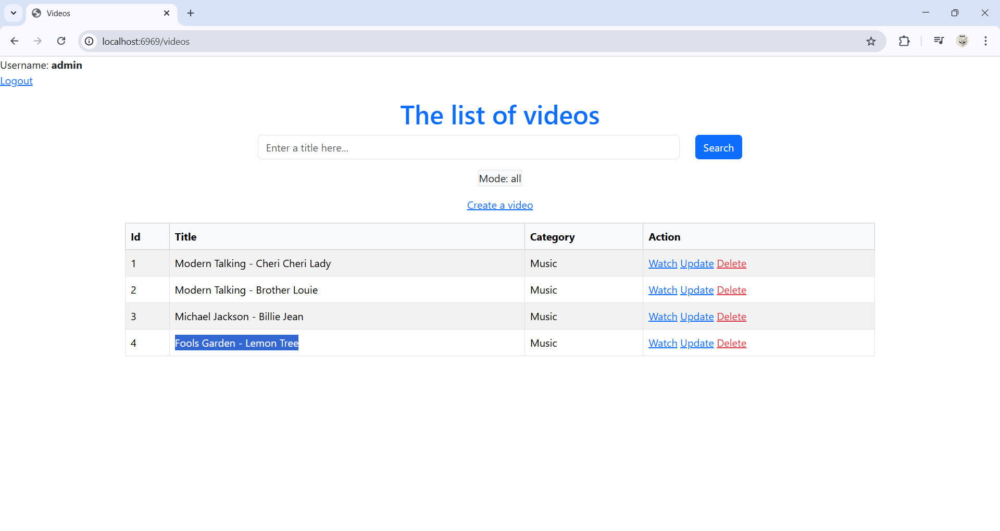 Videos
localhost:6969/videos
Username: admin
Logout
The list of videos
Enter a title here...
Search
Mode: all
Create a video
Id Title Category Action
1 Modern Talking - Cheri Cheri Lady Music Watch Update Delete
2 Modern Talking - Brother Louie Music Watch Update Delete
3 Michael Jackson - Billie Jean Music Watch Update Delete
4 Fools Garden - Lemon Tree Music Watch Update Delete